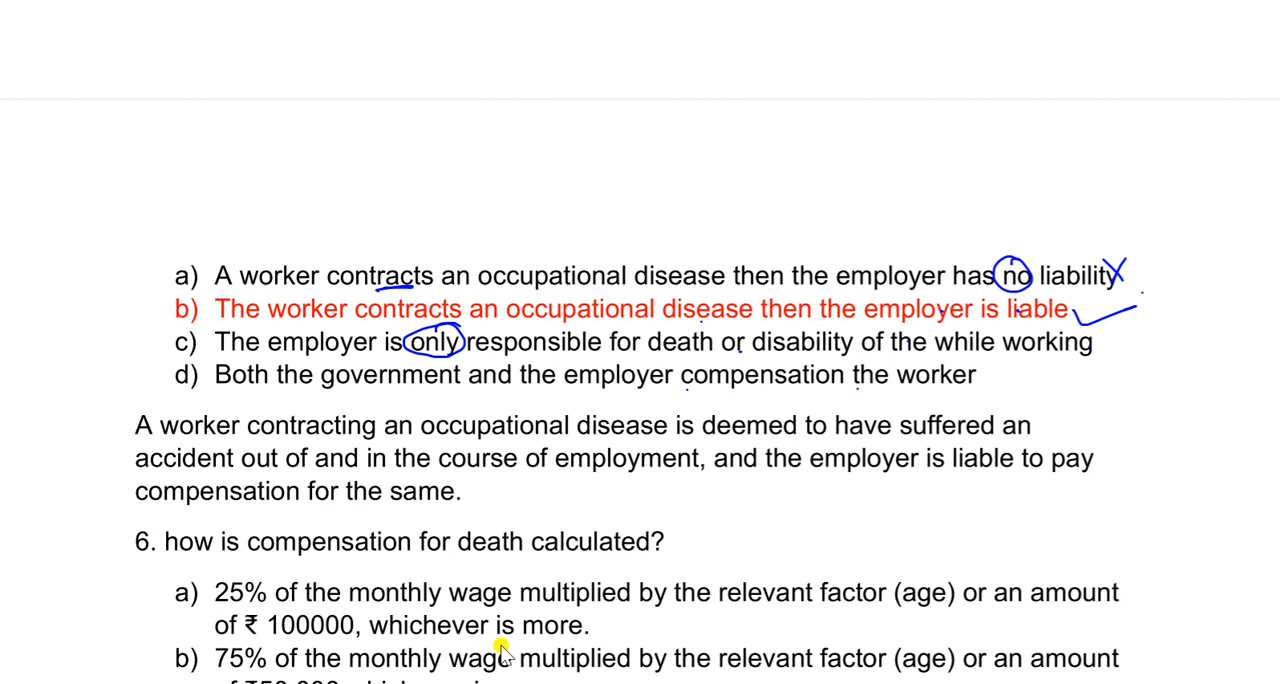 a) A worker contracts an occupational disease then the employer has no liability
b) The worker contracts an occupational disease then the employer is liable
c) The employer is only responsible for death or disability of the while working
d) Both the government and the employer compensation the worker
A worker contracting an occupational disease is deemed to have suffered an
accident out of and in the course of employment, and the employer is liable to pay
compensation for the same.
6. how is compensation for death calculated?
a) 25% of the monthly wage multiplied by the relevant factor (age) or an amount
of ₹ 100000, whichever is more.
b) 75% of the monthly wage multiplied by the relevant factor (age) or an amount